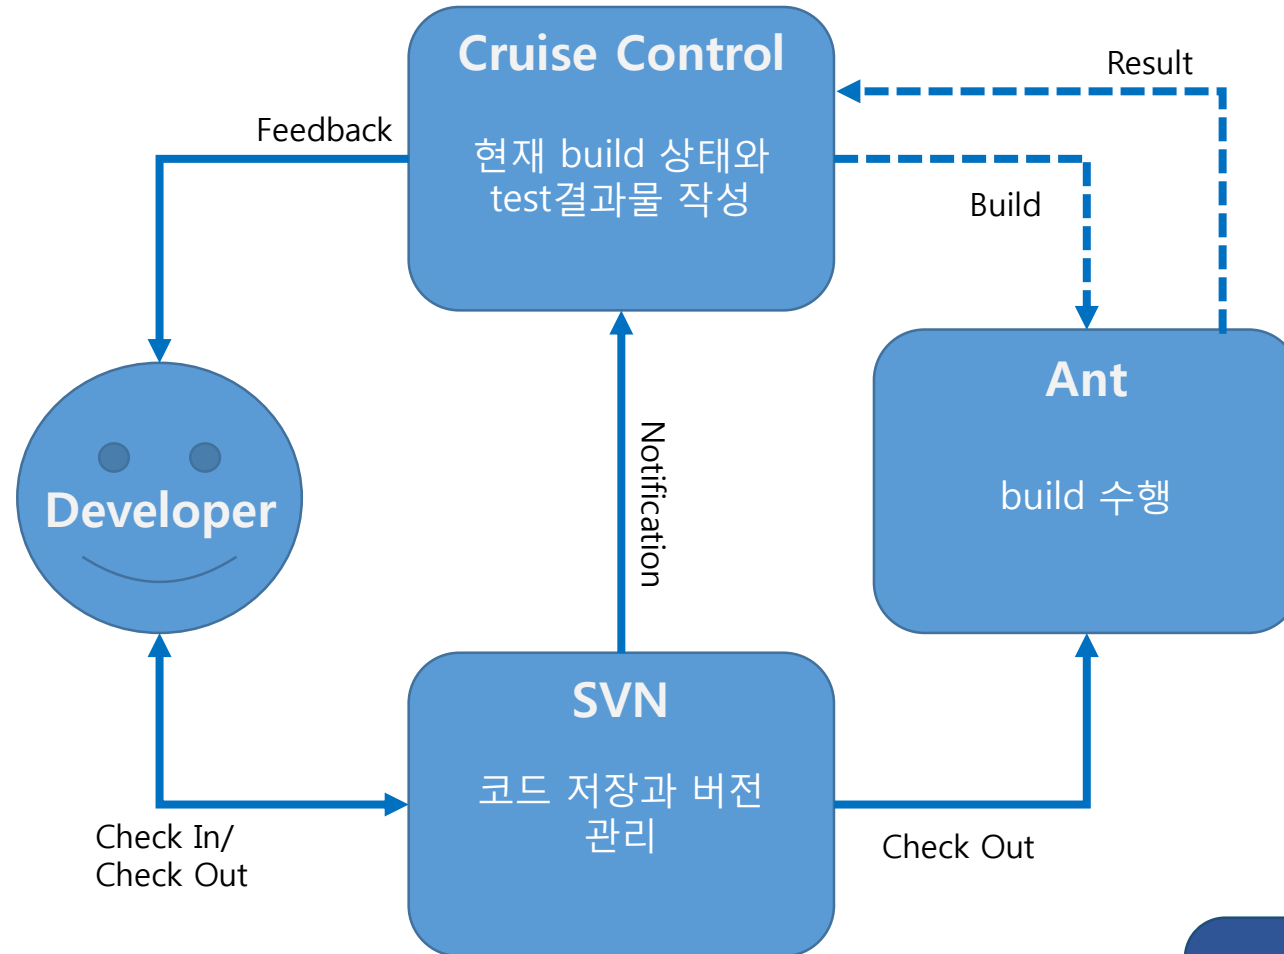 Cruise Control
현재 build 상태와
test결과물 작성
Result
Feedback
Build
Ant
build 수행
Notification
Developer
SVN
코드 저장과 버전
관리
Check In/
Check Out
Check Out